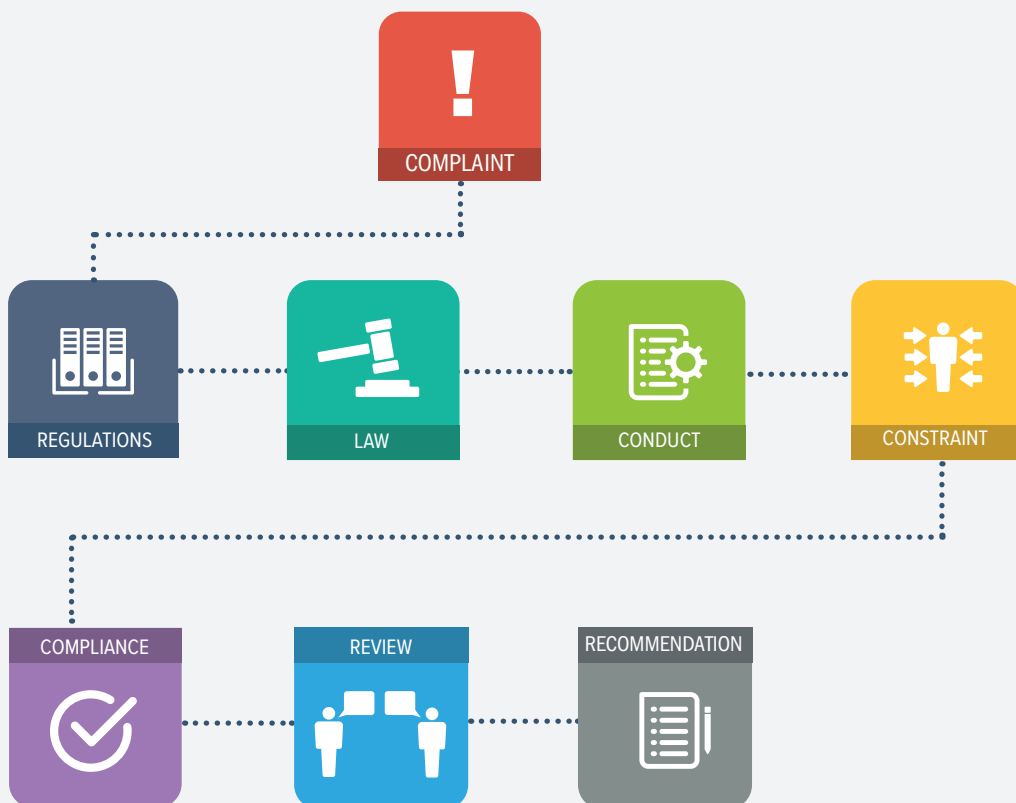 COMPLAINT
REGULATIONS
LAW
CONDUCT
CONSTRAINT
COMPLIANCE
REVIEW
RECOMMENDATION